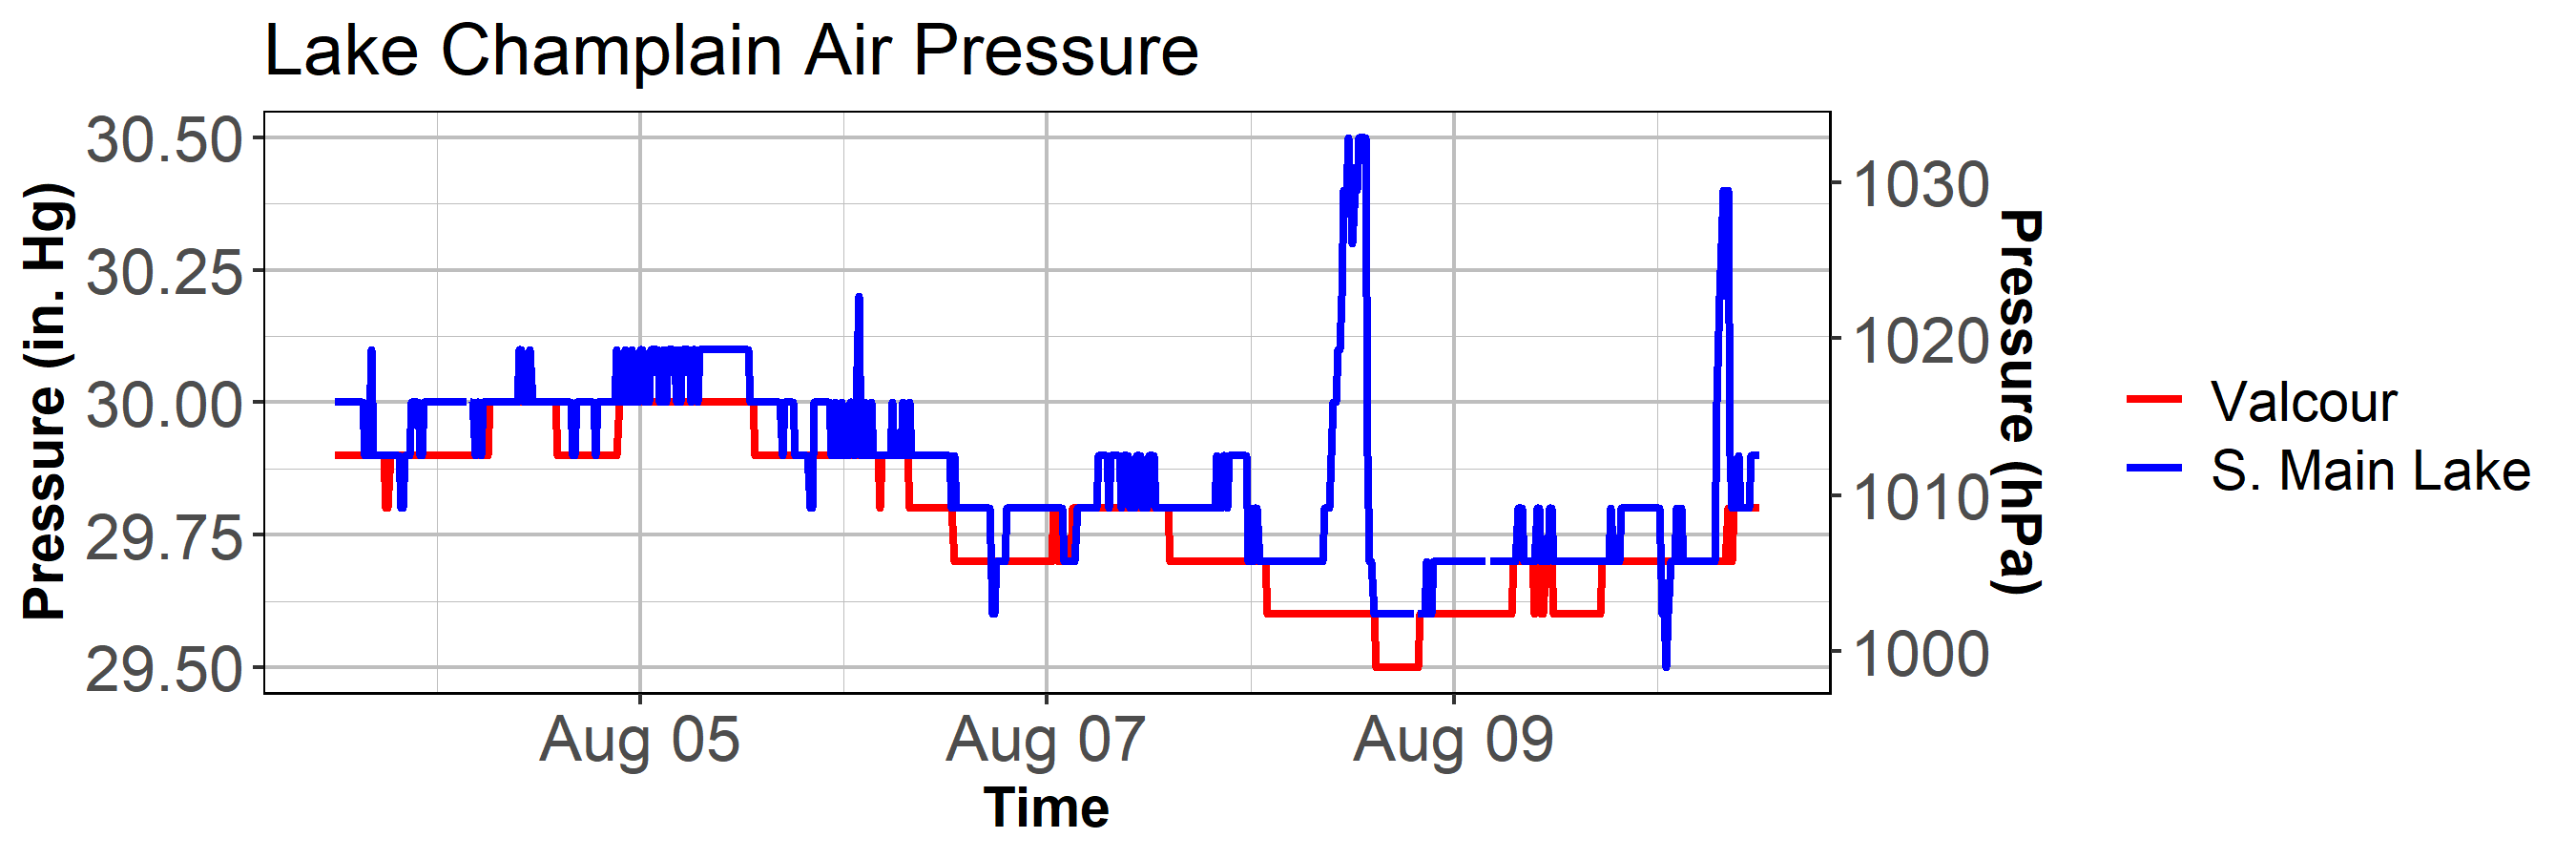 Lake Champlain Air Pressure
30.50
30.25
30.00
29.75
29.50
Pressure (in. Hg)
1030
1020
1010
1000
Pressure (hPa)
Aug 05 Aug 07 Aug 09
Time
Valcour
S. Main Lake